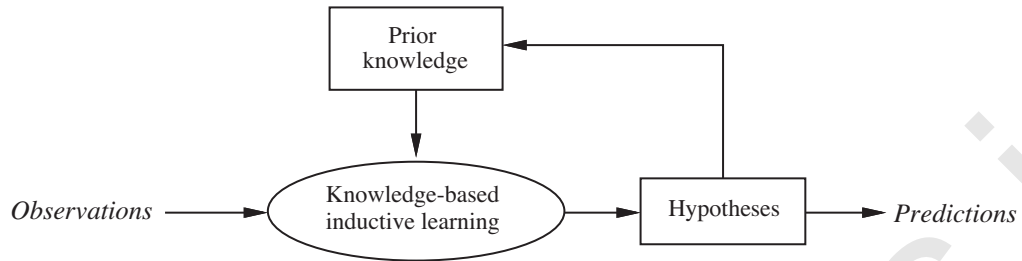 Prior
knowledge
Knowledge-based
inductive learning
Observations
Hypotheses
Predictions